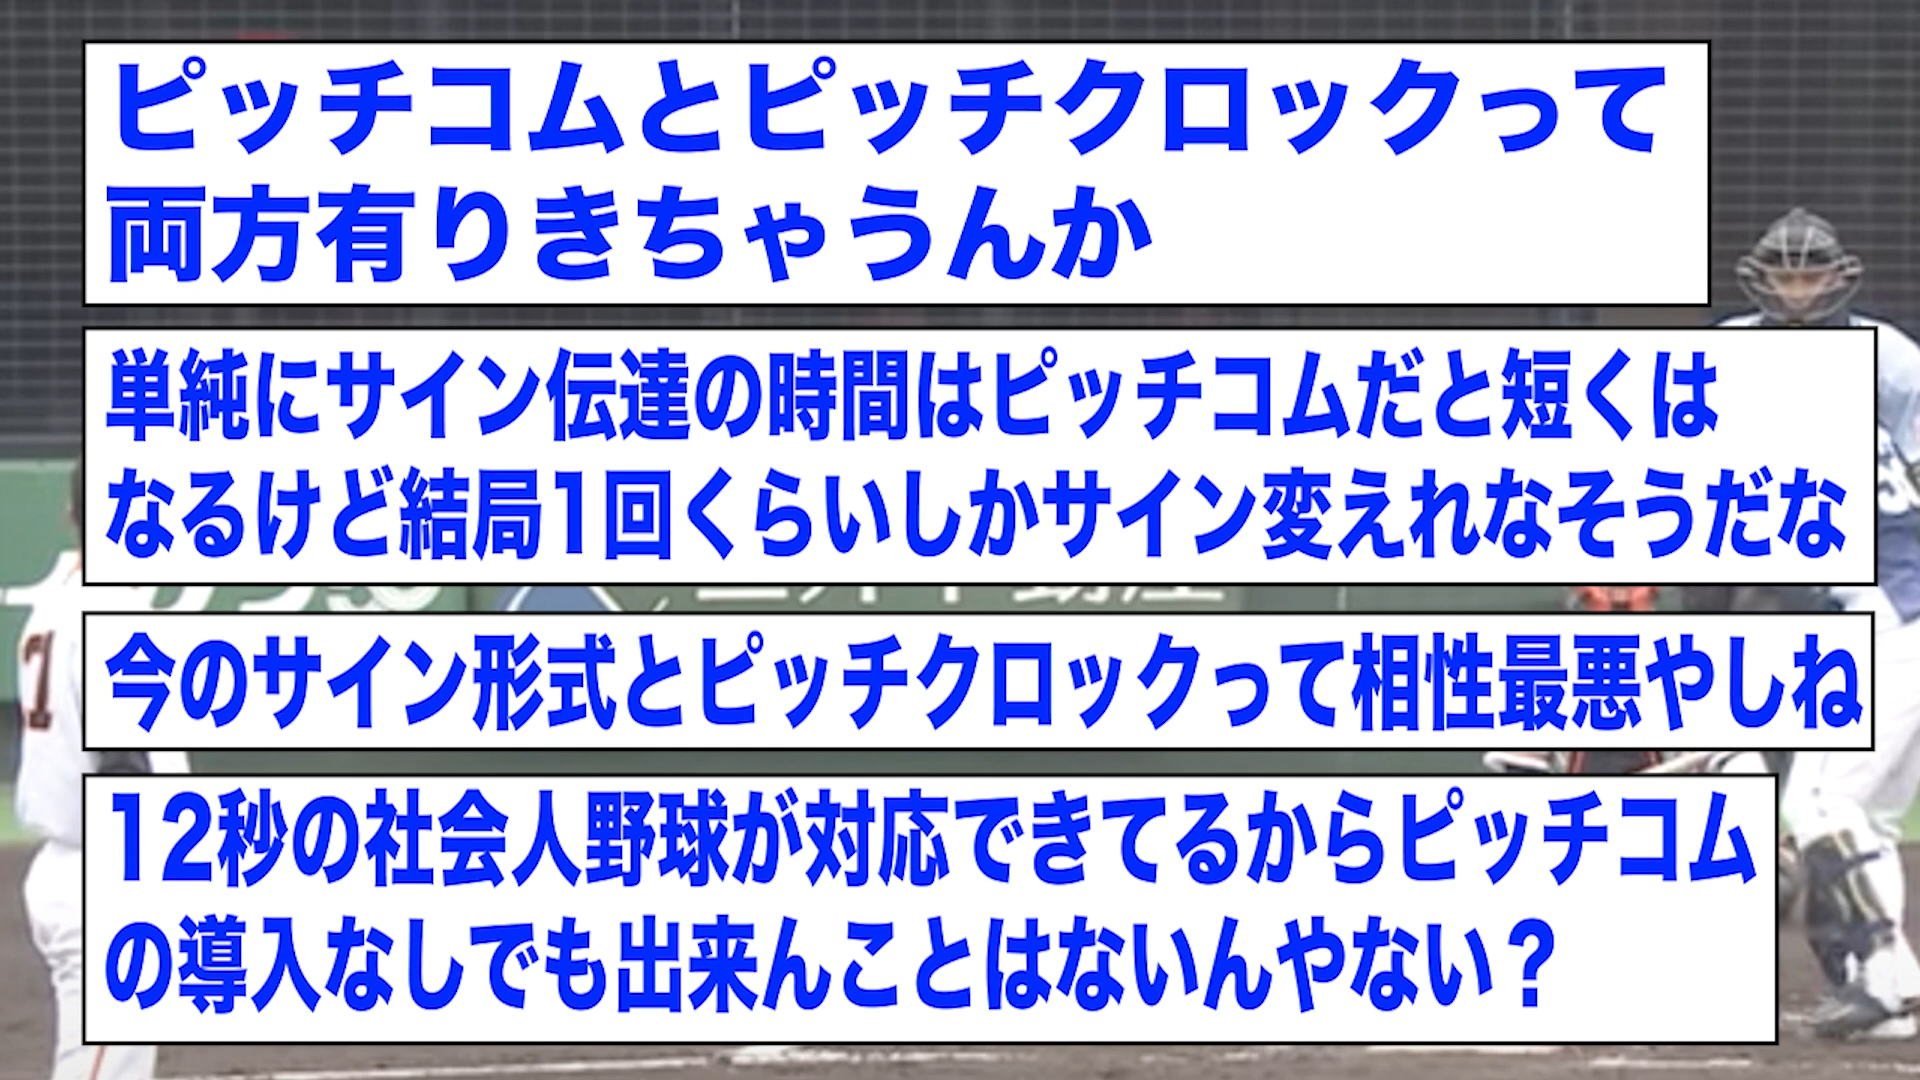 ピッチコムとピッチクロックって
両方有りきちゃうんか
単純にサイン伝達の時間はピッチコムだと短くは
なるけど結局1回くらいしかサイン変えれなそうだな
今のサイン形式とピッチクロックって相性最悪やしね
12秒の社会人野球が対応できてるからピッチコム
の導入なしでも出来んことはないんやない？